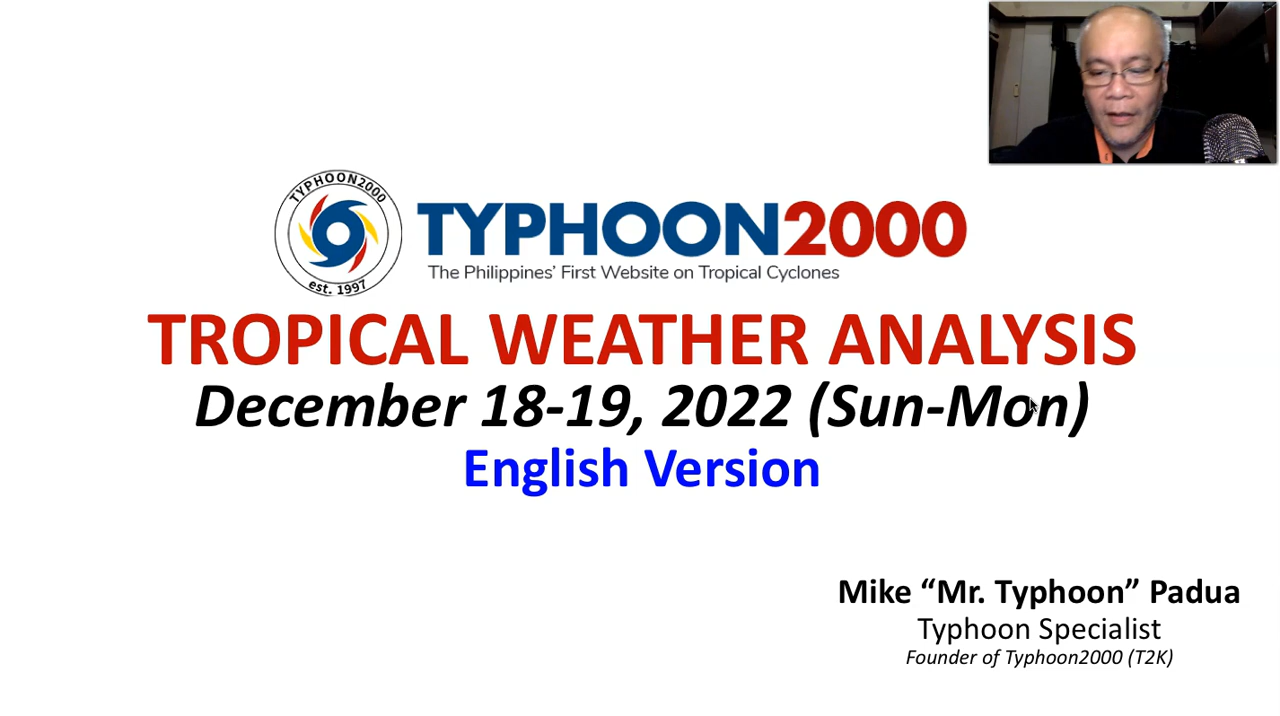 TYPHOON2000
est. 1997
TYPHOON2000
The Philippines' First Website on Tropical Cyclones
TROPICAL WEATHER ANALYSIS
December 18-19, 2022 (Sun-Mon)
English Version
Mike “Mr. Typhoon” Padua
Typhoon Specialist
Founder of Typhoon2000 (T2K)